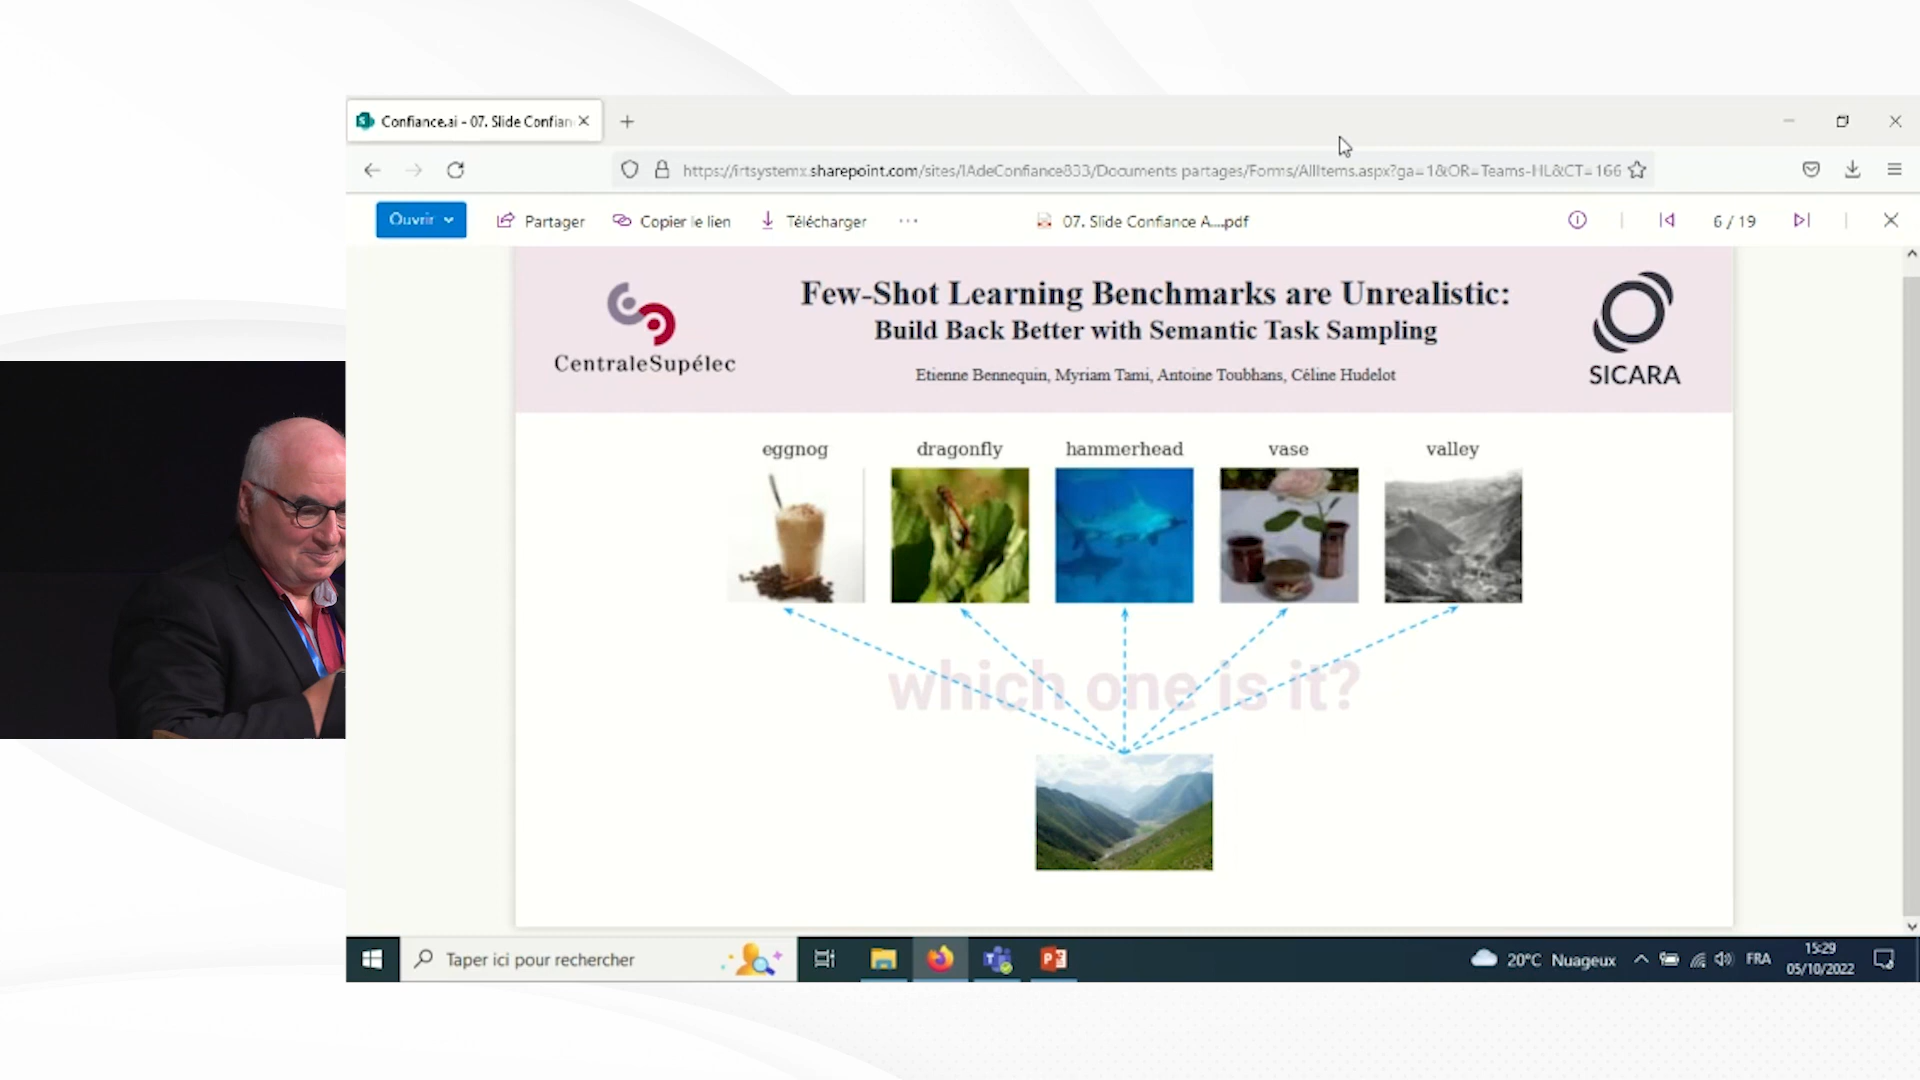 Confiance.ai - 07. Slide Confian
https://irtsystemx.sharepoint.com/sites/IAdeConfiance833/Documents partages/Forms/AllItems.aspx?ga=1&OR=Teams-HL&CT=166
Ouvrir
Partager
Copier le lien
Télécharger
07. Slide Confiance A....pdf
6 / 19
CentraleSupélec
Few-Shot Learning Benchmarks are Unrealistic:
Build Back Better with Semantic Task Sampling
Etienne Bennequin, Myriam Tami, Antoine Toubhans, Céline Hudelot
SICARA
eggnog
dragonfly
hammerhead
vase
valley
which one is it?
Taper ici pour rechercher
20°C Nuageux
FRA
15:29
05/10/2022